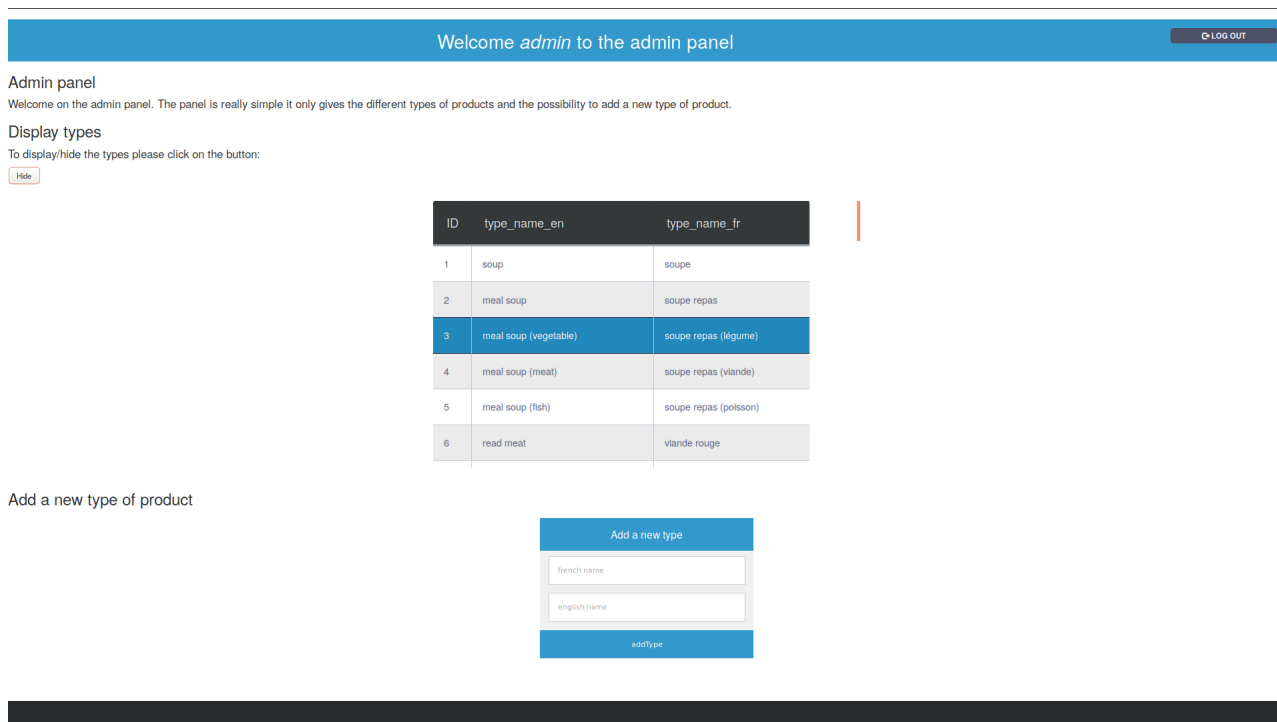 Welcome admin to the admin panel
LOG OUT
Admin panel
Welcome on the admin panel. The panel is really simple it only gives the different types of products and the possibility to add a new type of product.
Display types
To display/hide the types please click on the button:
Hide
ID type_name_en type_name_fr
1 soup soupe
2 meal soup soupe repas
3 meal soup (vegetable) soupe repas (légume)
4 meal soup (meat) soupe repas (viande)
5 meal soup (fish) soupe repas (poisson)
6 read meat viande rouge
Add a new type of product
Add a new type
french name
english name
addType